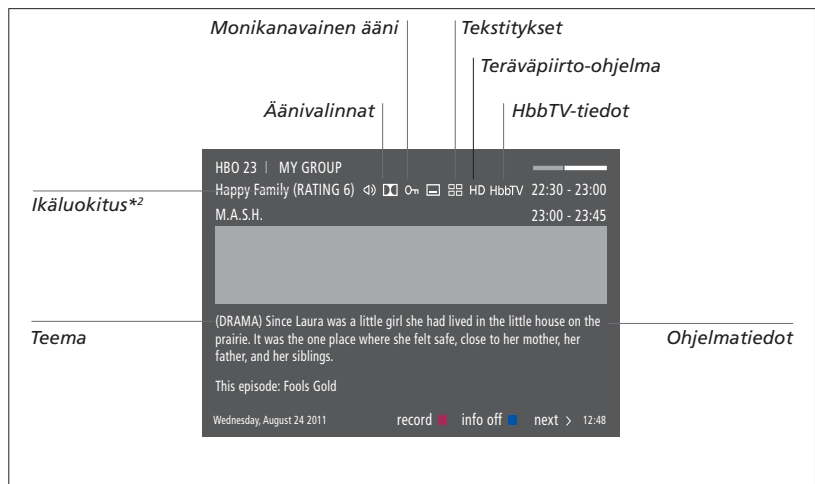 Monikanavainen ääni
Tekstitykset
Teräväpiirto-ohjelma
Äänivalinnat
HbbTV-tiedot
HBO 23 | MY GROUP
Happy Family (RATING 6) HD HbbTV 22:30 - 23:00
Ikäluokitus*2
M.A.S.H. 23:00 - 23:45
(DRAMA) Since Laura was a little girl she had lived in the little house on the
prairie. It was the one place where she felt safe, close to her mother, her
father, and her siblings.
Teema
Ohjelmatiedot
This episode: Fools Gold
Wednesday, August 24 2011 record info off next > 12:48